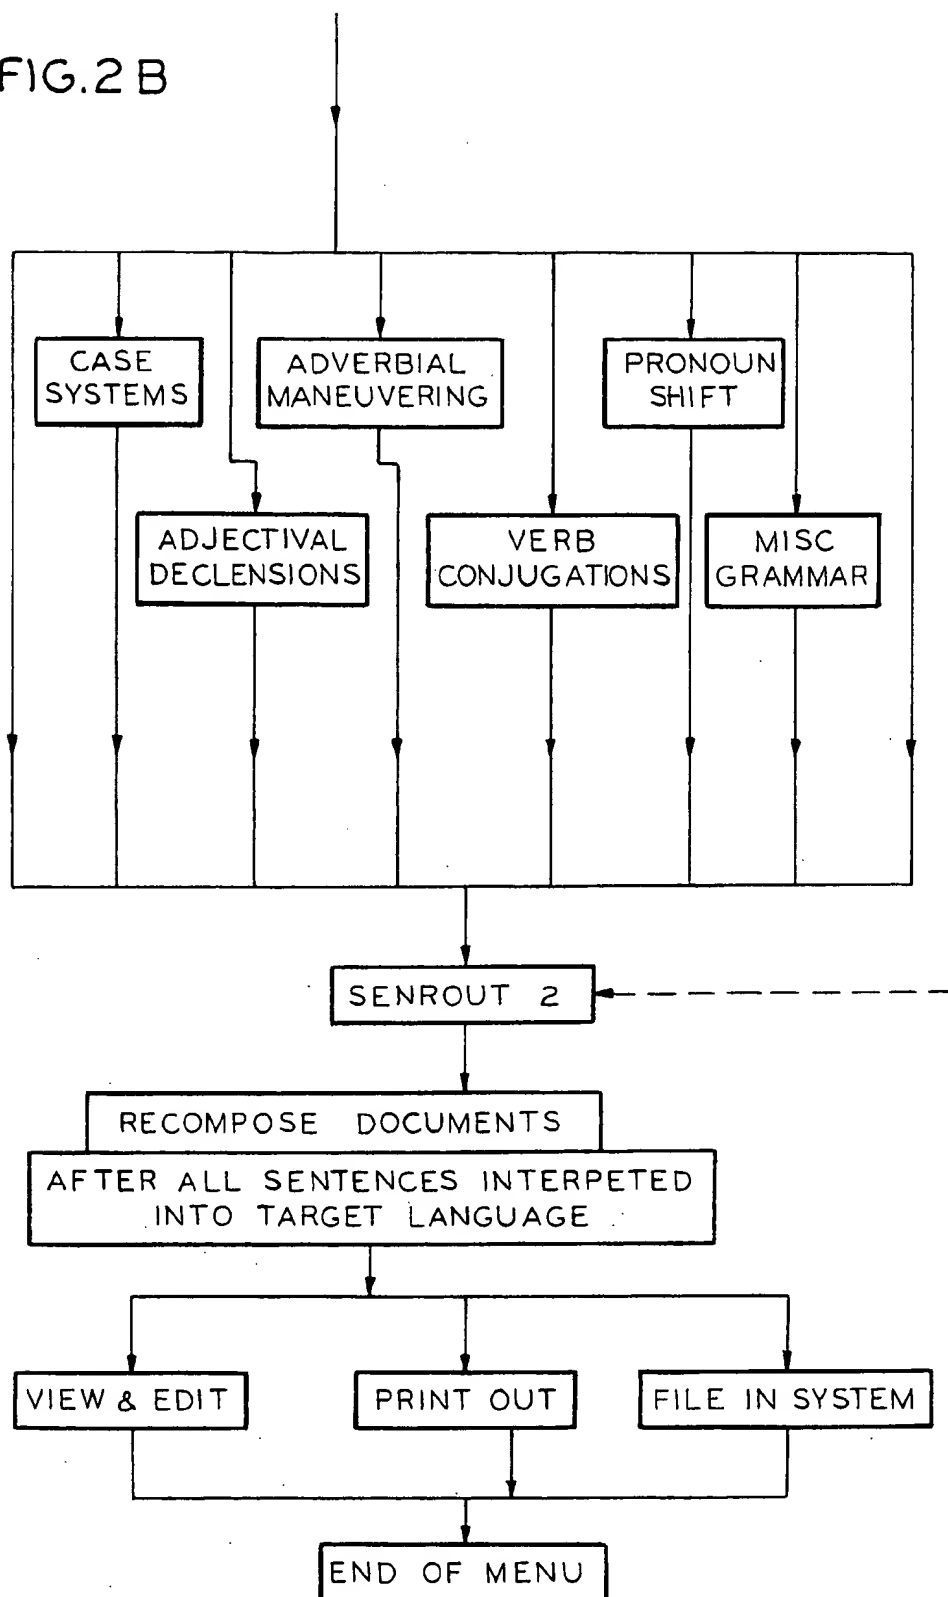 FIG.2B
CASE
SYSTEMS
ADVERBIAL
MANEUVERING
PRONOUN
SHIFT
ADJECTIVAL
DECLENSIONS
VERB
CONJUGATIONS
MISC
GRAMMAR
SENROUT 2
RECOMPOSE DOCUMENTS
AFTER ALL SENTENCES INTERPETED
INTO TARGET LANGUAGE
VIEW & EDIT
PRINT OUT
FILE IN SYSTEM
END OF MENU